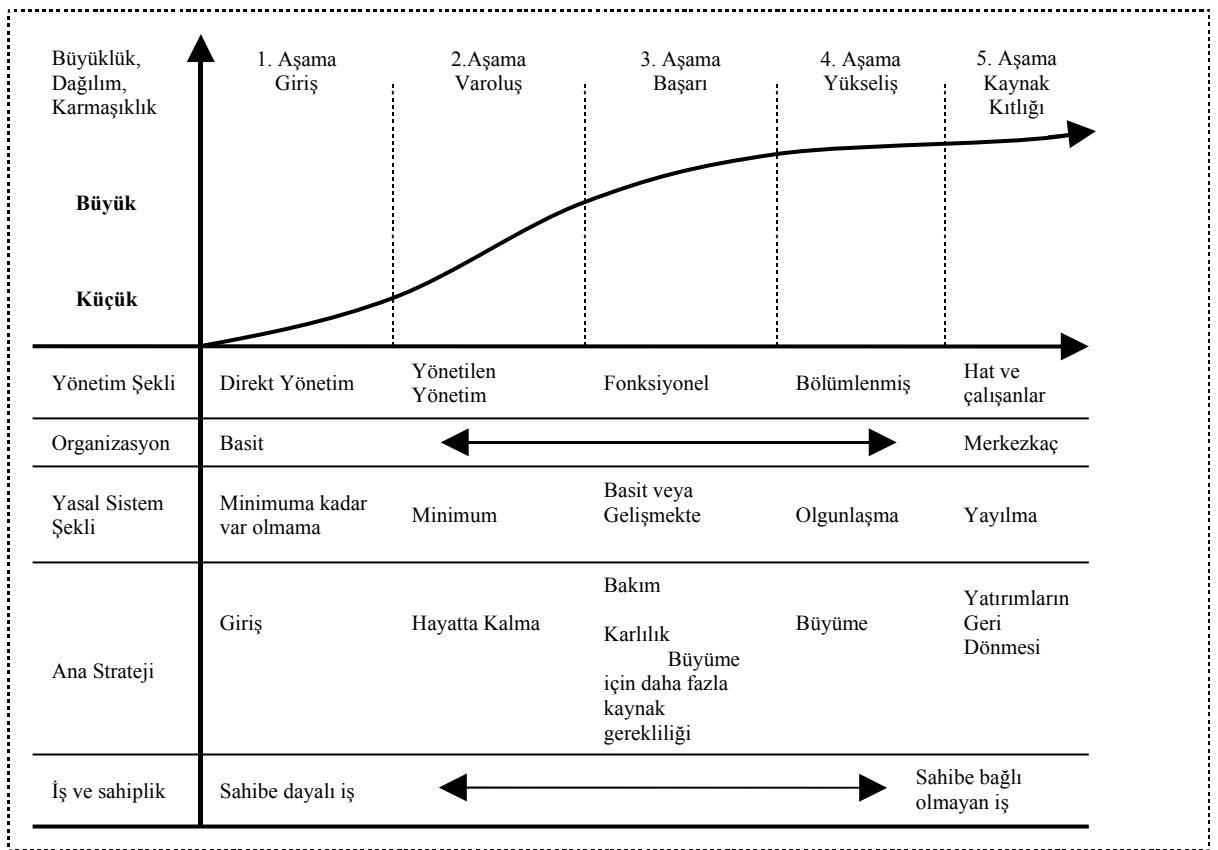 Büyüklük,
Dağılım,
Karmaşıklık
1. Aşama
Giriş
2.Aşama
Varoluş
3. Aşama
Başarı
4. Aşama
Yükseliş
5. Aşama
Kaynak
Kıtlığı
Büyük
Küçük
Yönetim Şekli
Direkt Yönetim
Yönetilen
Yönetim
Fonksiyonel
Bölümlenmiş
Hat ve
çalışanlar
Organizasyon
Basit
Merkezkaç
Yasal Sistem
Şekli
Minimuma kadar
var olmama
Minimum
Basit veya
Gelişmekte
Olgunlaşma
Yayılma
Ana Strateji
Giriş
Hayatta Kalma
Bakım
Karlılık
Büyüme
için daha fazla
kaynak
gerekliliği
Büyüme
Yatırımların
Geri
Dönmesi
İş ve sahiplik
Sahibe dayalı iş
Sahibe bağlı
olmayan iş